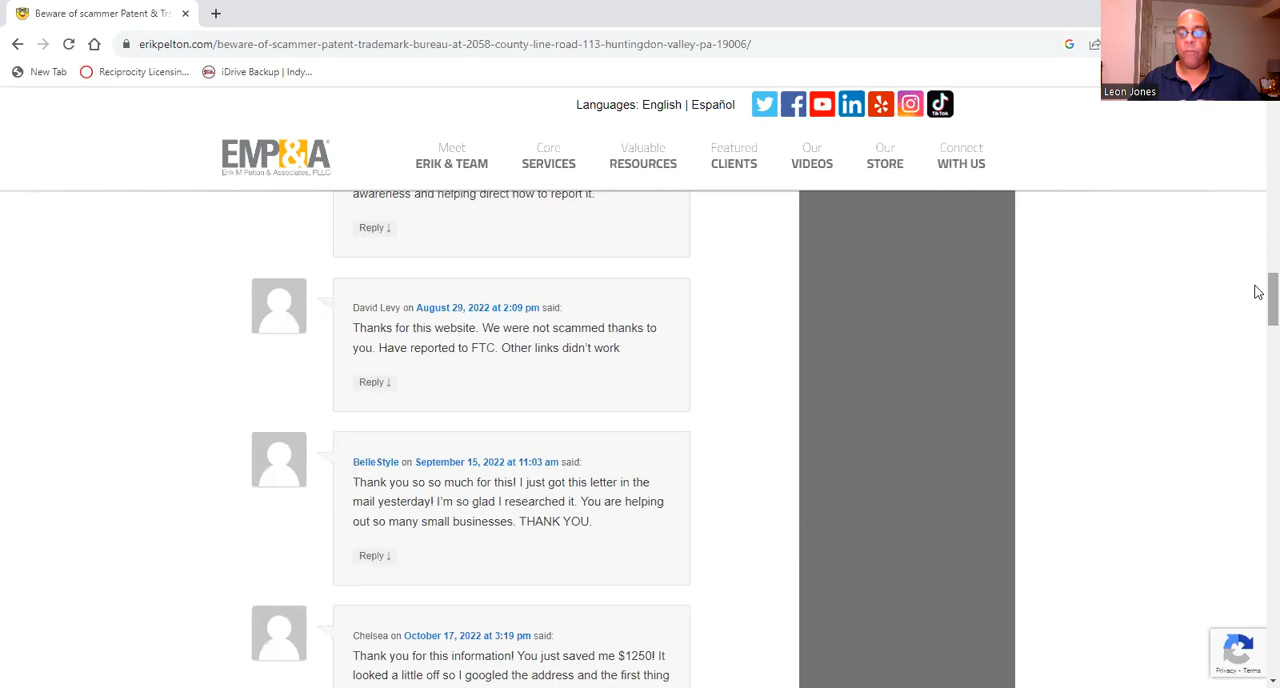 Beware of scammer Patent & Tra
erikpelton.com/beware-of-scammer-patent-trademark-bureau-at-2058-county-line-road-113-huntingdon-valley-pa-19006/
New Tab
Reciprocity Licensin...
iDrive Backup | Indy...
Leon Jones
Languages: English | Español
TikTok
EMP&A
Erik M Pelton & Associates, PLLC
Meet
ERIK & TEAM
Core
SERVICES
Valuable
RESOURCES
Featured
CLIENTS
Our
VIDEOS
Our
STORE
Connect
WITH US
awareness and helping direct how to report it.
Reply ↓
David Levy on August 29, 2022 at 2:09 pm said:
Thanks for this website. We were not scammed thanks to
you. Have reported to FTC. Other links didn’t work
Reply ↓
BelleStyle on September 15, 2022 at 11:03 am said:
Thank you so so much for this! I just got this letter in the
mail yesterday! I’m so glad I researched it. You are helping
out so many small businesses. THANK YOU.
Reply ↓
Chelsea on October 17, 2022 at 3:19 pm said:
Thank you for this information! You just saved me $1250! It
looked a little off so I googled the address and the first thing
Privacy - Terms